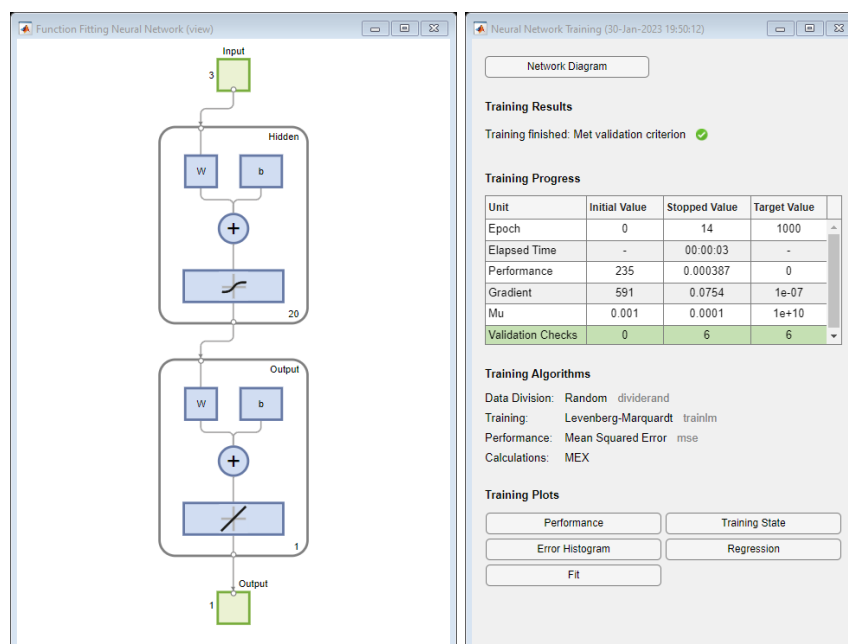 Function Fitting Neural Network (view)
Input
3
Hidden
W
b
+
20
Output
W
b
+
1
Output
1
Neural Network Training (30-Jan-2023 19:50:12)
Network Diagram
Training Results
Training finished: Met validation criterion
Training Progress
Unit Initial Value Stopped Value Target Value
Epoch 0 14 1000
Elapsed Time - 00:00:03 -
Performance 235 0.000387 0
Gradient 591 0.0754 1e-07
Mu 0.001 0.0001 1e+10
Validation Checks 0 6 6
Training Algorithms
Data Division: Random dividerand
Training: Levenberg-Marquardt trainlm
Performance: Mean Squared Error mse
Calculations: MEX
Training Plots
Performance Training State
Error Histogram Regression
Fit